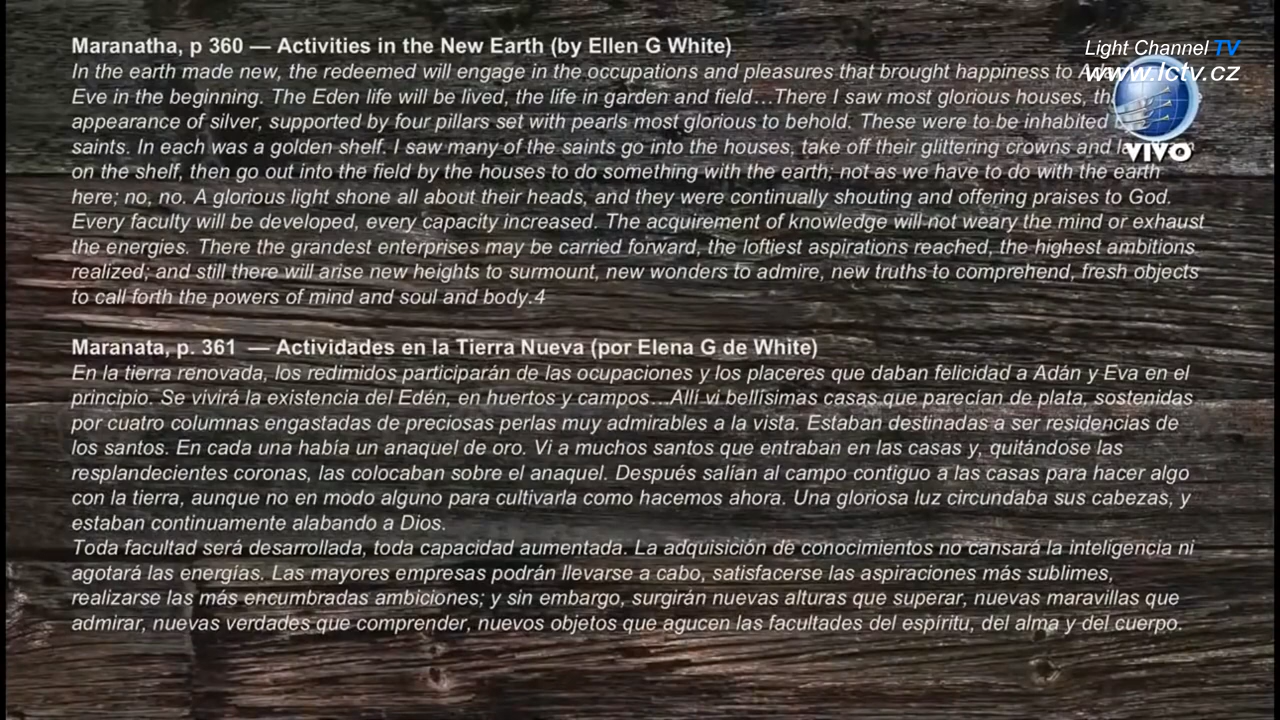 Maranatha, p 360 — Activities in the New Earth (by Ellen G White)
Light Channel TV
www.lctv.cz
VIVO
In the earth made new, the redeemed will engage in the occupations and pleasures that brought happiness to
Eve in the beginning. The Eden life will be lived, the life in garden and field…There I saw most glorious houses,
appearance of silver, supported by four pillars set with pearls most glorious to behold. These were to be inhabited
saints. In each was a golden shelf. I saw many of the saints go into the houses, take off their glittering crowns and
on the shelf, then go out into the field by the houses to do something with the earth; not as we have to do with the earth
here; no, no. A glorious light shone all about their heads, and they were continually shouting and offering praises to God.
Every faculty will be developed, every capacity increased. The acquirement of knowledge will not weary the mind or exhaust
the energies. There the grandest enterprises may be carried forward, the loftiest aspirations reached, the highest ambitions
realized; and still there will arise new heights to surmount, new wonders to admire, new truths to comprehend, fresh objects
to call forth the powers of mind and soul and body.4
Maranata, p. 361 — Actividades en la Tierra Nueva (por Elena G de White)
En la tierra renovada, los redimidos participarán de las ocupaciones y los placeres que daban felicidad a Adán y Eva en el
principio. Se vivirá la existencia del Edén, en huertos y campos…Allí vi bellísimas casas que parecían de plata, sostenidas
por cuatro columnas engastadas de preciosas perlas muy admirables a la vista. Estaban destinadas a ser residencias de
los santos. En cada una había un anaquel de oro. Vi a muchos santos que entraban en las casas y, quitándose las
resplandecientes coronas, las colocaban sobre el anaquel. Después salían al campo contiguo a las casas para hacer algo
con la tierra, aunque no en modo alguno para cultivarla como hacemos ahora. Una gloriosa luz circundaba sus cabezas, y
estaban continuamente alabando a Dios.
Toda facultad será desarrollada, toda capacidad aumentada. La adquisición de conocimientos no cansará la inteligencia ni
agotará las energías. Las mayores empresas podrán llevarse a cabo, satisfacerse las aspiraciones más sublimes,
realizarse las más encumbradas ambiciones; y sin embargo, surgirán nuevas alturas que superar, nuevas maravillas que
admirar, nuevas verdades que comprender, nuevos objetos que agucen las facultades del espíritu, del alma y del cuerpo.